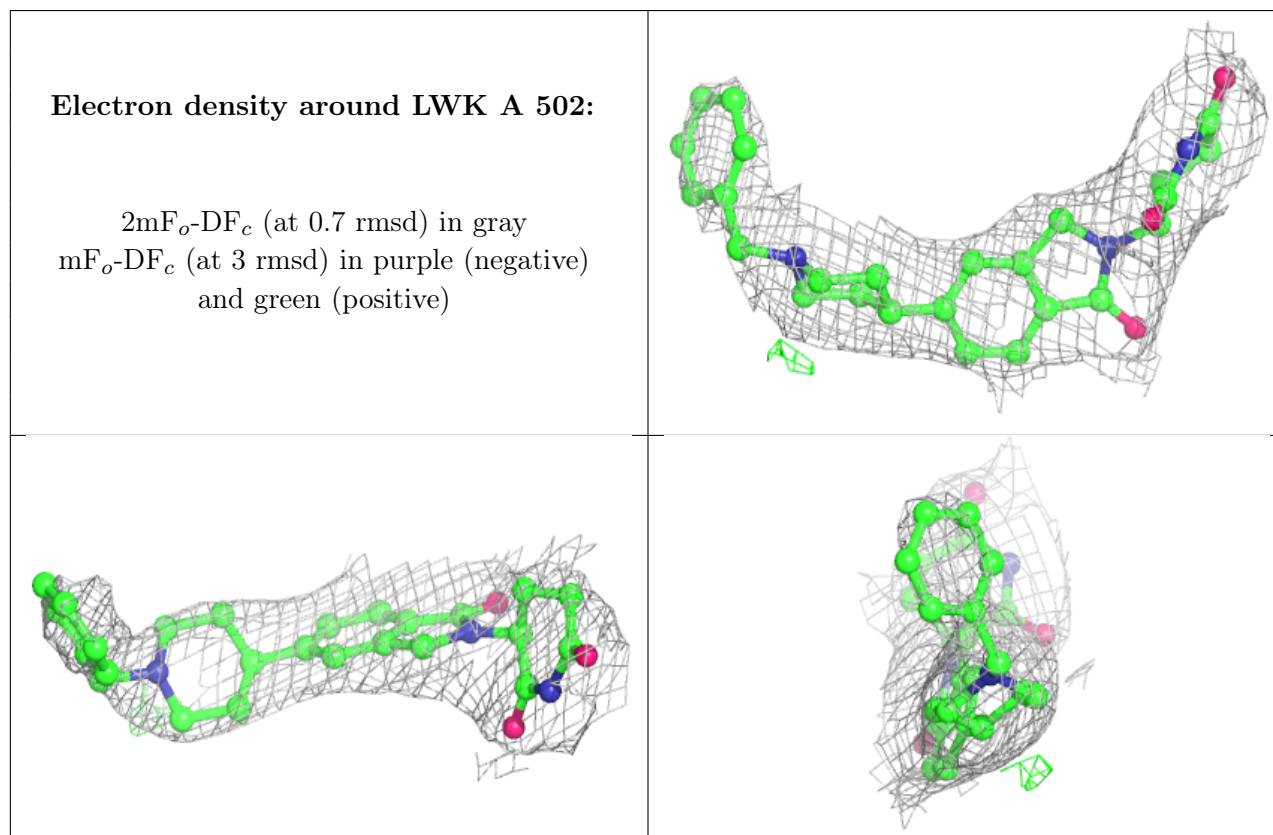 Electron density around LWK A 502:
2mFo-DFc (at 0.7 rmsd) in gray
mFo-DFc (at 3 rmsd) in purple (negative)
and green (positive)